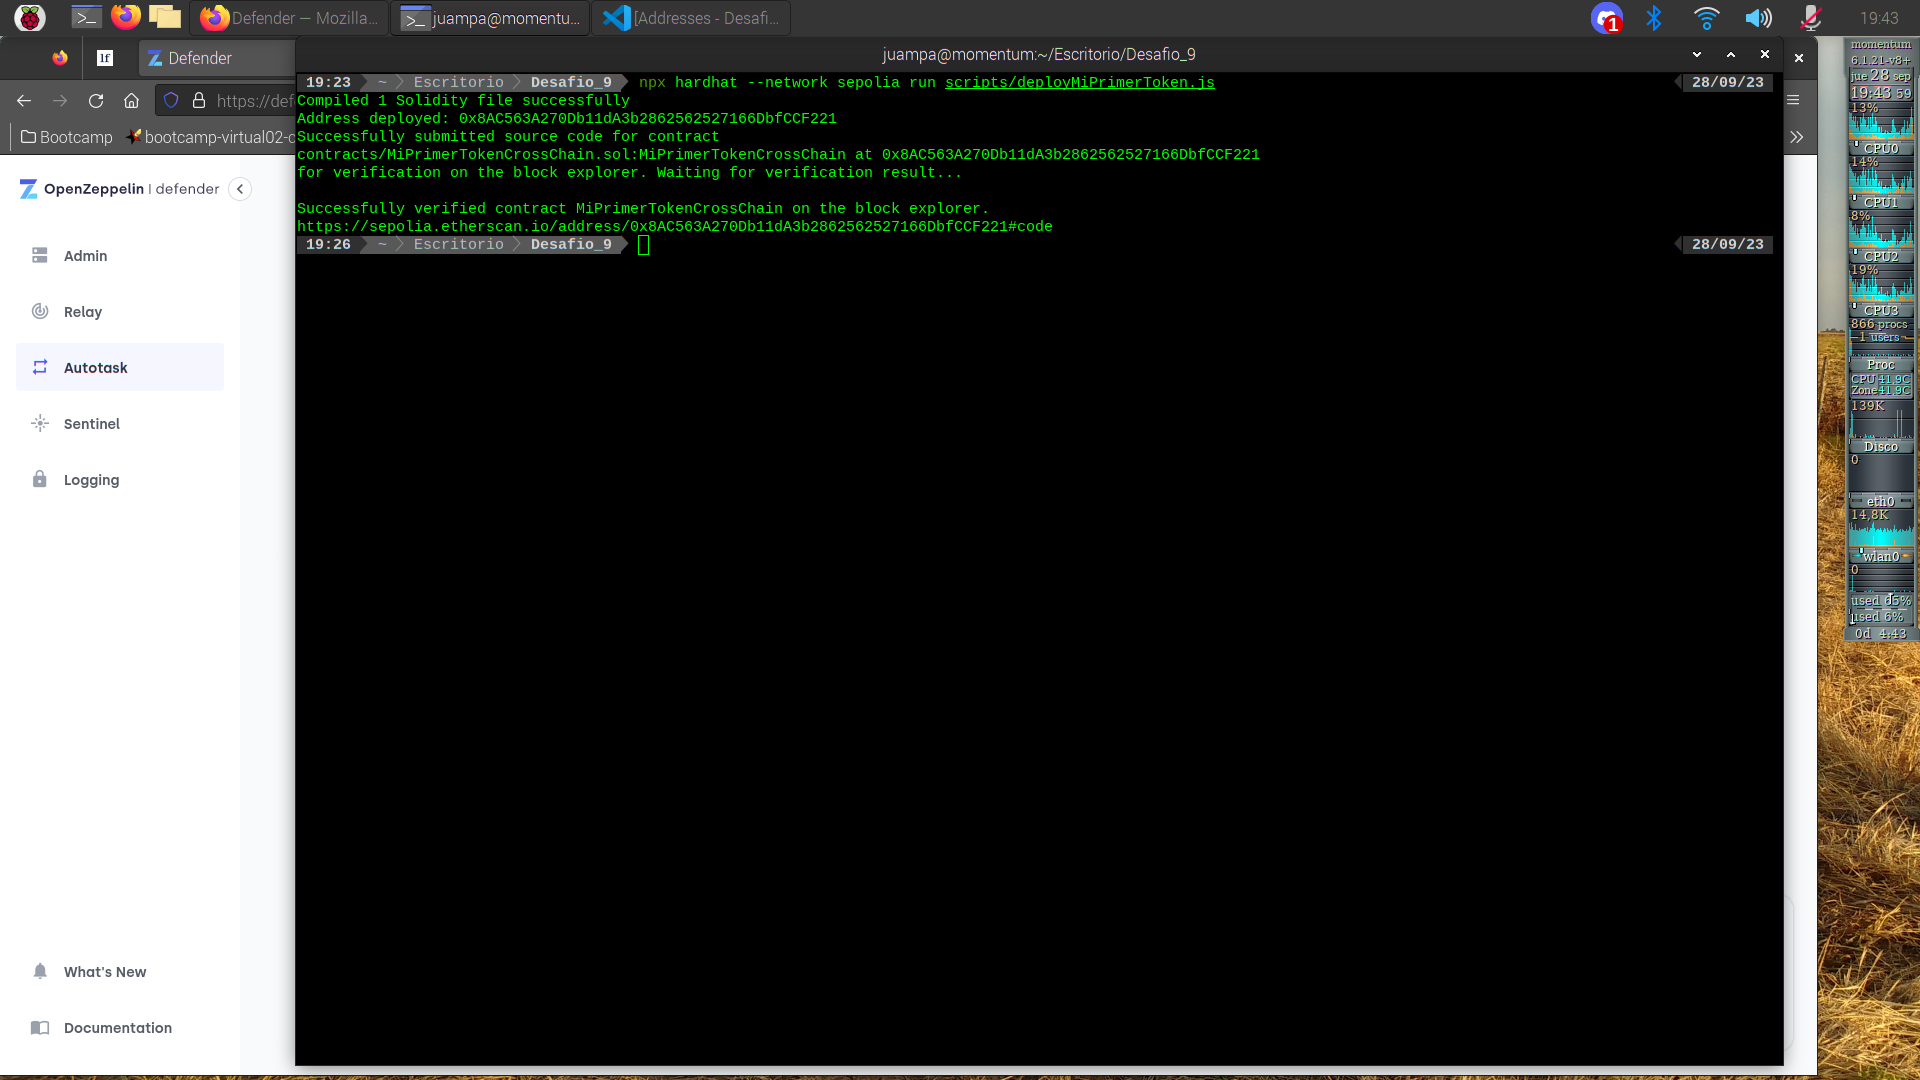 Defender — Mozilla...
juampa@momentu...
[Addresses - Desafi...
1
19:43
lf
Defender
juampa@momentum:~/Escritorio/Desafio_9
https://def
Bootcamp
bootcamp-virtual02-c
OpenZeppelin | defender
Admin
Relay
Autotask
Sentinel
Logging
What's New
Documentation
19:23 ~ Escritorio Desafio_9 npx hardhat --network sepolia run scripts/deployMiPrimerToken.js 28/09/23
Compiled 1 Solidity file successfully
Address deployed: 0x8AC563A270Db11dA3b2862562527166DbfCCF221
Successfully submitted source code for contract
contracts/MiPrimerTokenCrossChain.sol:MiPrimerTokenCrossChain at 0x8AC563A270Db11dA3b2862562527166DbfCCF221
for verification on the block explorer. Waiting for verification result...
Successfully verified contract MiPrimerTokenCrossChain on the block explorer.
https://sepolia.etherscan.io/address/0x8AC563A270Db11dA3b2862562527166DbfCCF221#code
19:26 ~ Escritorio Desafio_9 28/09/23
momentum
6.1.21-v8+
jue 28 sep
19:43 59
13%
CPU0
14%
CPU1
8%
CPU2
19%
CPU3
866 procs
1 users
Proc
CPU 41.9C
Zone 41.9C
139K
Disco
0
eth0
14,8K
wlan0
0
used 65%
used 6%
0d 4:43